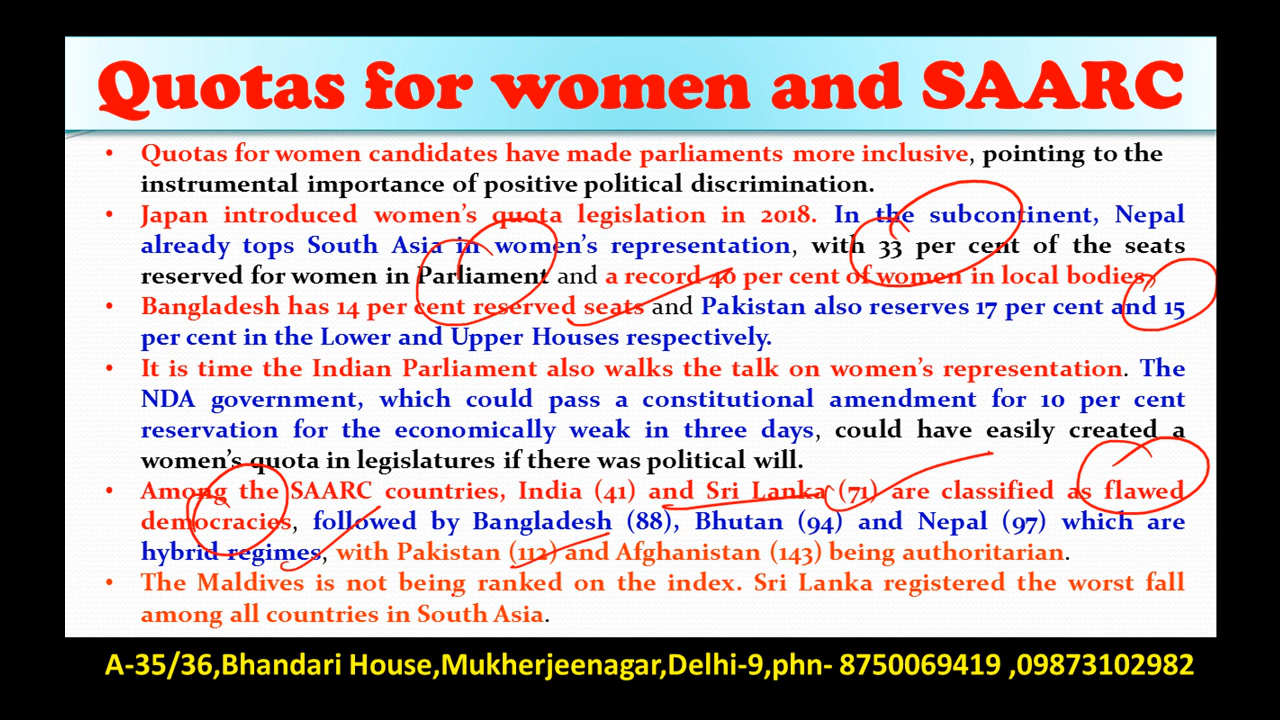 Quotas for women and SAARC
• Quotas for women candidates have made parliaments more inclusive, pointing to the
instrumental importance of positive political discrimination.
• Japan introduced women's quota legislation in 2018. In the subcontinent, Nepal
already tops South Asia in women's representation, with 33 per cent of the seats
reserved for women in Parliament and a record 40 per cent of women in local bodies.
• Bangladesh has 14 per cent reserved seats and Pakistan also reserves 17 per cent and 15
per cent in the Lower and Upper Houses respectively.
• It is time the Indian Parliament also walks the talk on women's representation. The
NDA government, which could pass a constitutional amendment for 10 per cent
reservation for the economically weak in three days, could have easily created a
women's quota in legislatures if there was political will.
• Among the SAARC countries, India (41) and Sri Lanka (71) are classified as flawed
democracies, followed by Bangladesh (88), Bhutan (94) and Nepal (97) which are
hybrid regimes, with Pakistan (112) and Afghanistan (143) being authoritarian.
• The Maldives is not being ranked on the index. Sri Lanka registered the worst fall
among all countries in South Asia.
A-35/36,Bhandari House,Mukherjeenagar,Delhi-9,phn- 8750069419 ,09873102982